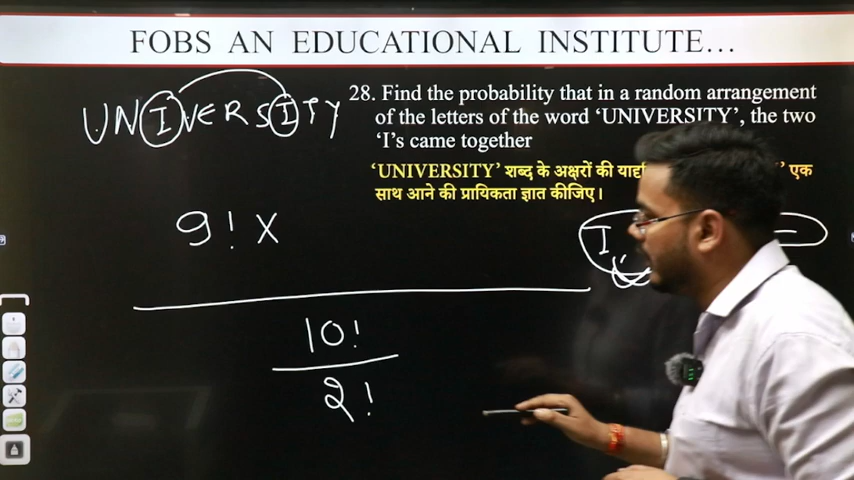 FOBS AN EDUCATIONAL INSTITUTE...
UNIVERSITY
28. Find the probability that in a random arrangement
of the letters of the word ‘UNIVERSITY’, the two
‘I’s came together
‘UNIVERSITY’ शब्द के अक्षरों की एक
साथ आने की प्रायिकता ज्ञात कीजिए।
9! X
I
10!
2!